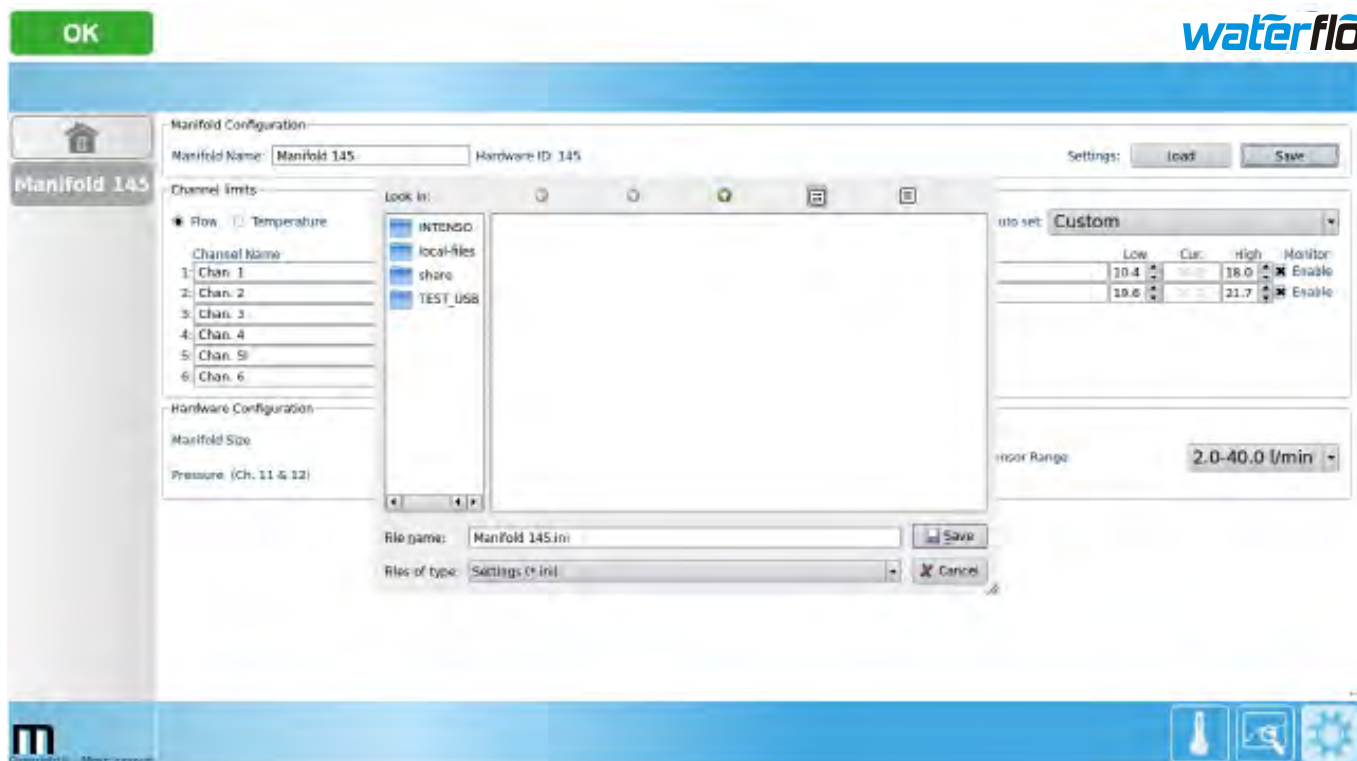 OK
waterflo
Manifold Configuration
Manifold Name: Manifold 145 Hardware ID: 145 Settings: Load Save
Manifold 145
Channel limits
Look in:
Flow Temperature
uto set: Custom
INTENSO
local-files
share
TEST_USB
Channel Name
Low Cur. High Monitor
1: Chan. 1 10.4 18.0 Enable
2: Chan. 2 19.6 21.7 Enable
3: Chan. 3
4: Chan. 4
5: Chan. 5
6: Chan. 6
Hardware Configuration
Manifold Size
nsor Range 2.0-40.0 l/min
Pressure (Ch. 11 & 12)
File name: Manifold 145.ini Save
Files of type: Settings (*.ini) Cancel
m